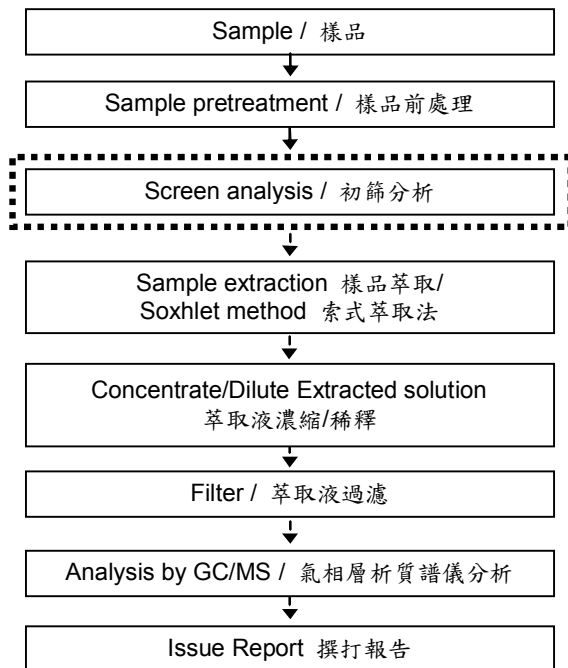 Sample / 樣品
Sample pretreatment / 樣品前處理
Screen analysis / 初篩分析
Sample extraction 樣品萃取/
Soxhlet method 索式萃取法
Concentrate/Dilute Extracted solution
萃取液濃縮/稀釋
Filter / 萃取液過濾
Analysis by GC/MS / 氣相層析質譜儀分析
Issue Report 撰打報告